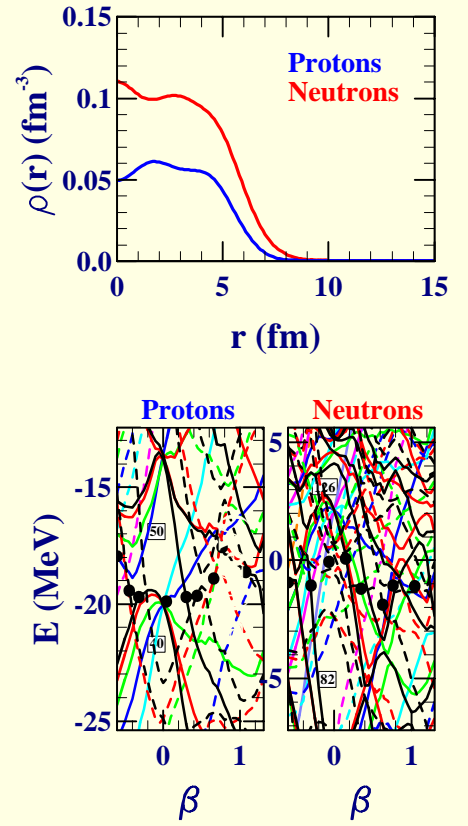 ρ(r) (fm⁻³)
0.15
0.1
0.05
0.0
Protons
Neutrons
0 5 10 15
r (fm)
Protons Neutrons
E (MeV)
-15
-20
-25
50
40
5
0
-5
126
82
0 1
β
0 1
β